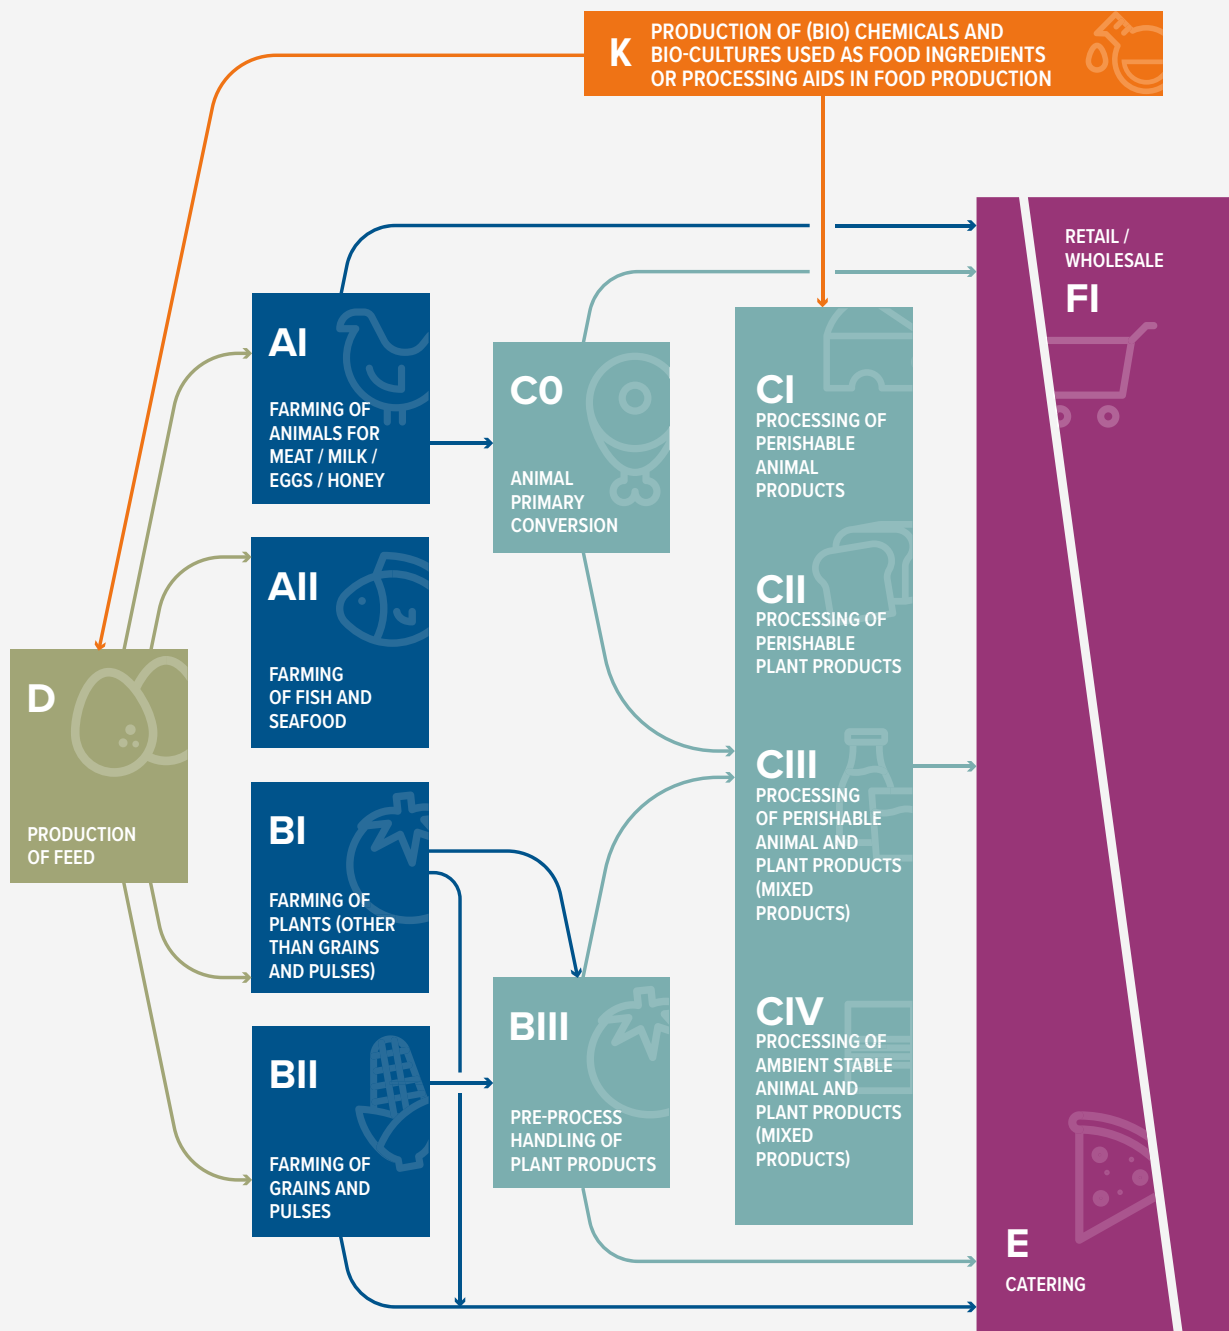 K
PRODUCTION OF (BIO) CHEMICALS AND
BIO-CULTURES USED AS FOOD INGREDIENTS
OR PROCESSING AIDS IN FOOD PRODUCTION
RETAIL /
WHOLESALE
FI
AI
FARMING OF
ANIMALS FOR
MEAT / MILK /
EGGS / HONEY
C0
ANIMAL
PRIMARY
CONVERSION
CI
PROCESSING OF
PERISHABLE
ANIMAL
PRODUCTS
AII
FARMING
OF FISH AND
SEAFOOD
CII
PROCESSING OF
PERISHABLE
PLANT PRODUCTS
D
PRODUCTION
OF FEED
BI
FARMING OF
PLANTS (OTHER
THAN GRAINS
AND PULSES)
CIII
PROCESSING
OF PERISHABLE
ANIMAL AND
PLANT PRODUCTS
(MIXED
PRODUCTS)
BII
FARMING OF
GRAINS AND
PULSES
BIII
PRE-PROCESS
HANDLING OF
PLANT PRODUCTS
CIV
PROCESSING OF
AMBIENT STABLE
ANIMAL AND
PLANT PRODUCTS
(MIXED
PRODUCTS)
E
CATERING